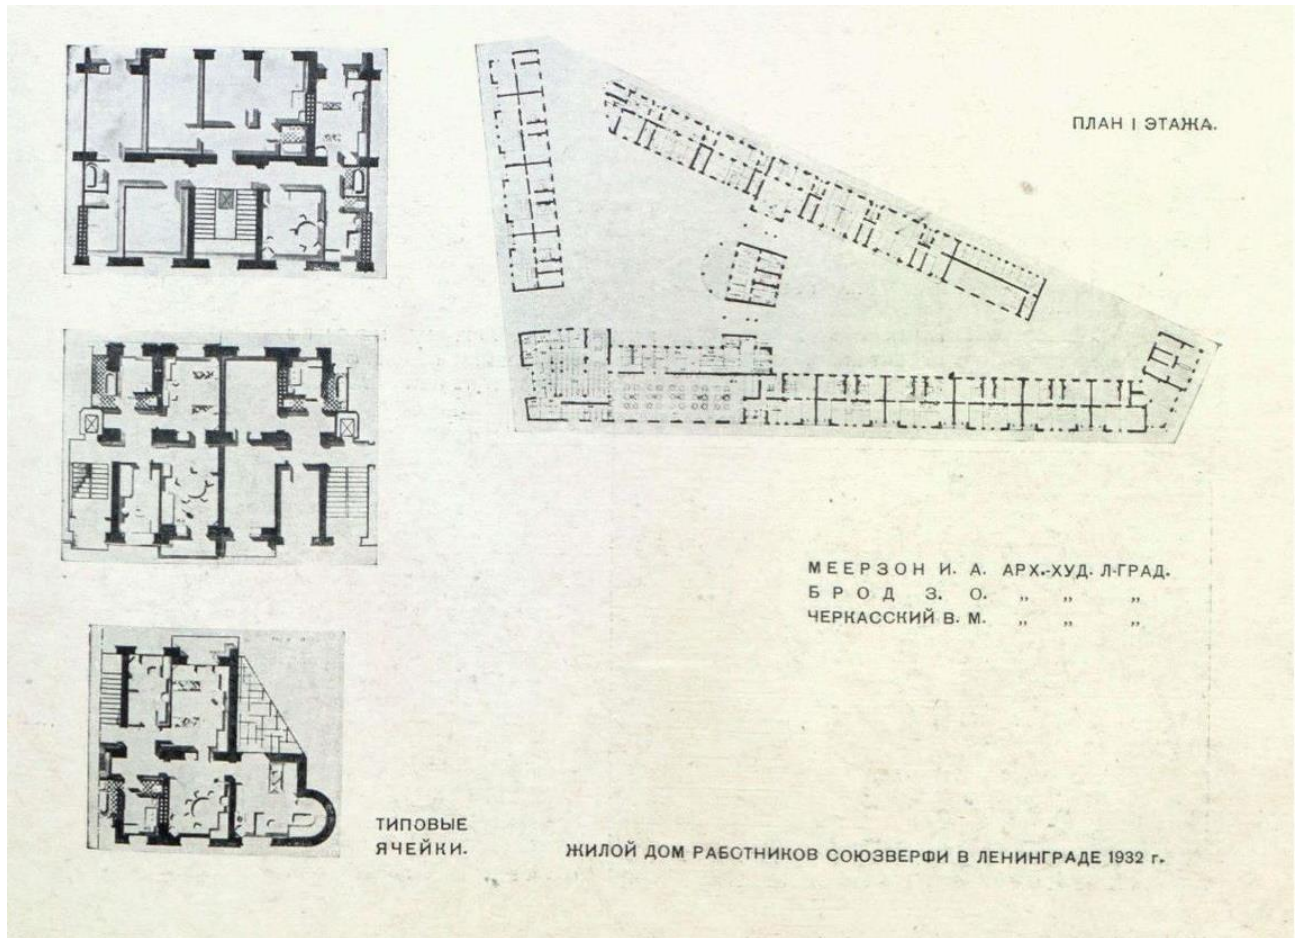 ПЛАН I ЭТАЖА.
МЕЕРЗОН И. А. АРХ.-ХУД. Л-ГРАД.
БРОД З. О. „ „ „
ЧЕРКАССКИЙ В. М. „ „ „
ТИПОВЫЕ
ЯЧЕЙКИ.
ЖИЛОЙ ДОМ РАБОТНИКОВ СОЮЗВЕРФИ В ЛЕНИНГРАДЕ 1932 г.